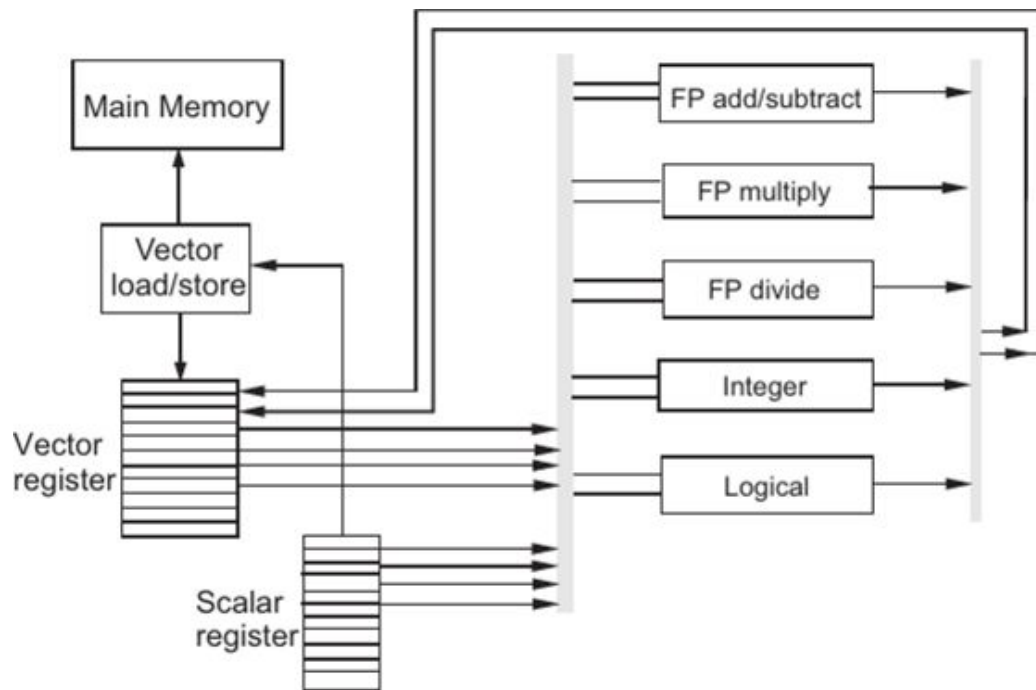 Main Memory
Vector
load/store
Vector
register
Scalar
register
FP add/subtract
FP multiply
FP divide
Integer
Logical